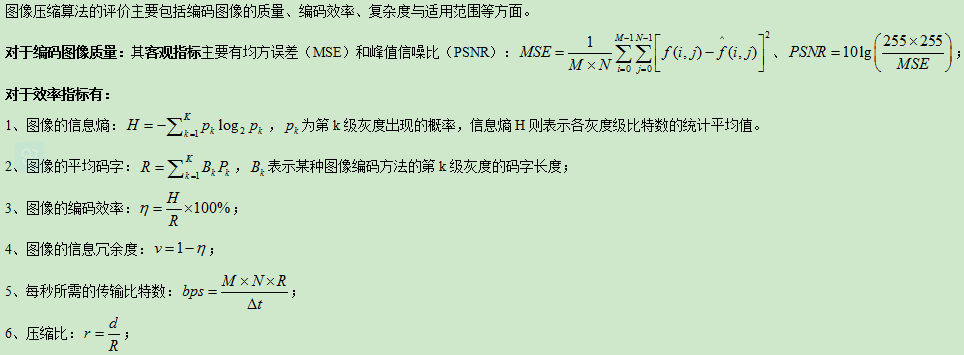 图像压缩算法的评价主要包括编码图像的质量、编码效率、复杂度与适用范围等方面。
对于编码图像质量：其客观指标主要有均方误差（MSE）和峰值信噪比（PSNR）：$MSE=\frac{1}{M\times N}\sum_{i=0}^{M-1}\sum_{j=0}^{N-1}\left[f(i,j)-\hat{f}(i,j)\right]^2$、$PSNR=10\lg\left(\frac{255\times 255}{MSE}\right)$；
对于效率指标有：
1、图像的信息熵：$H=-\sum_{k=1}^{K}p_k\log_2 p_k$，$p_k$为第 k 级灰度出现的概率，信息熵 H 则表示各灰度级比特数的统计平均值。
2、图像的平均码字：$R=\sum_{k=1}^{K}B_kP_k$，$B_k$表示某种图像编码方法的第 k 级灰度的码字长度；
3、图像的编码效率：$\eta=\frac{H}{R}\times 100\%$；
4、图像的信息冗余度：$v=1-\eta$；
5、每秒所需的传输比特数：$bps=\frac{M\times N\times R}{\Delta t}$；
6、压缩比：$r=\frac{d}{R}$；